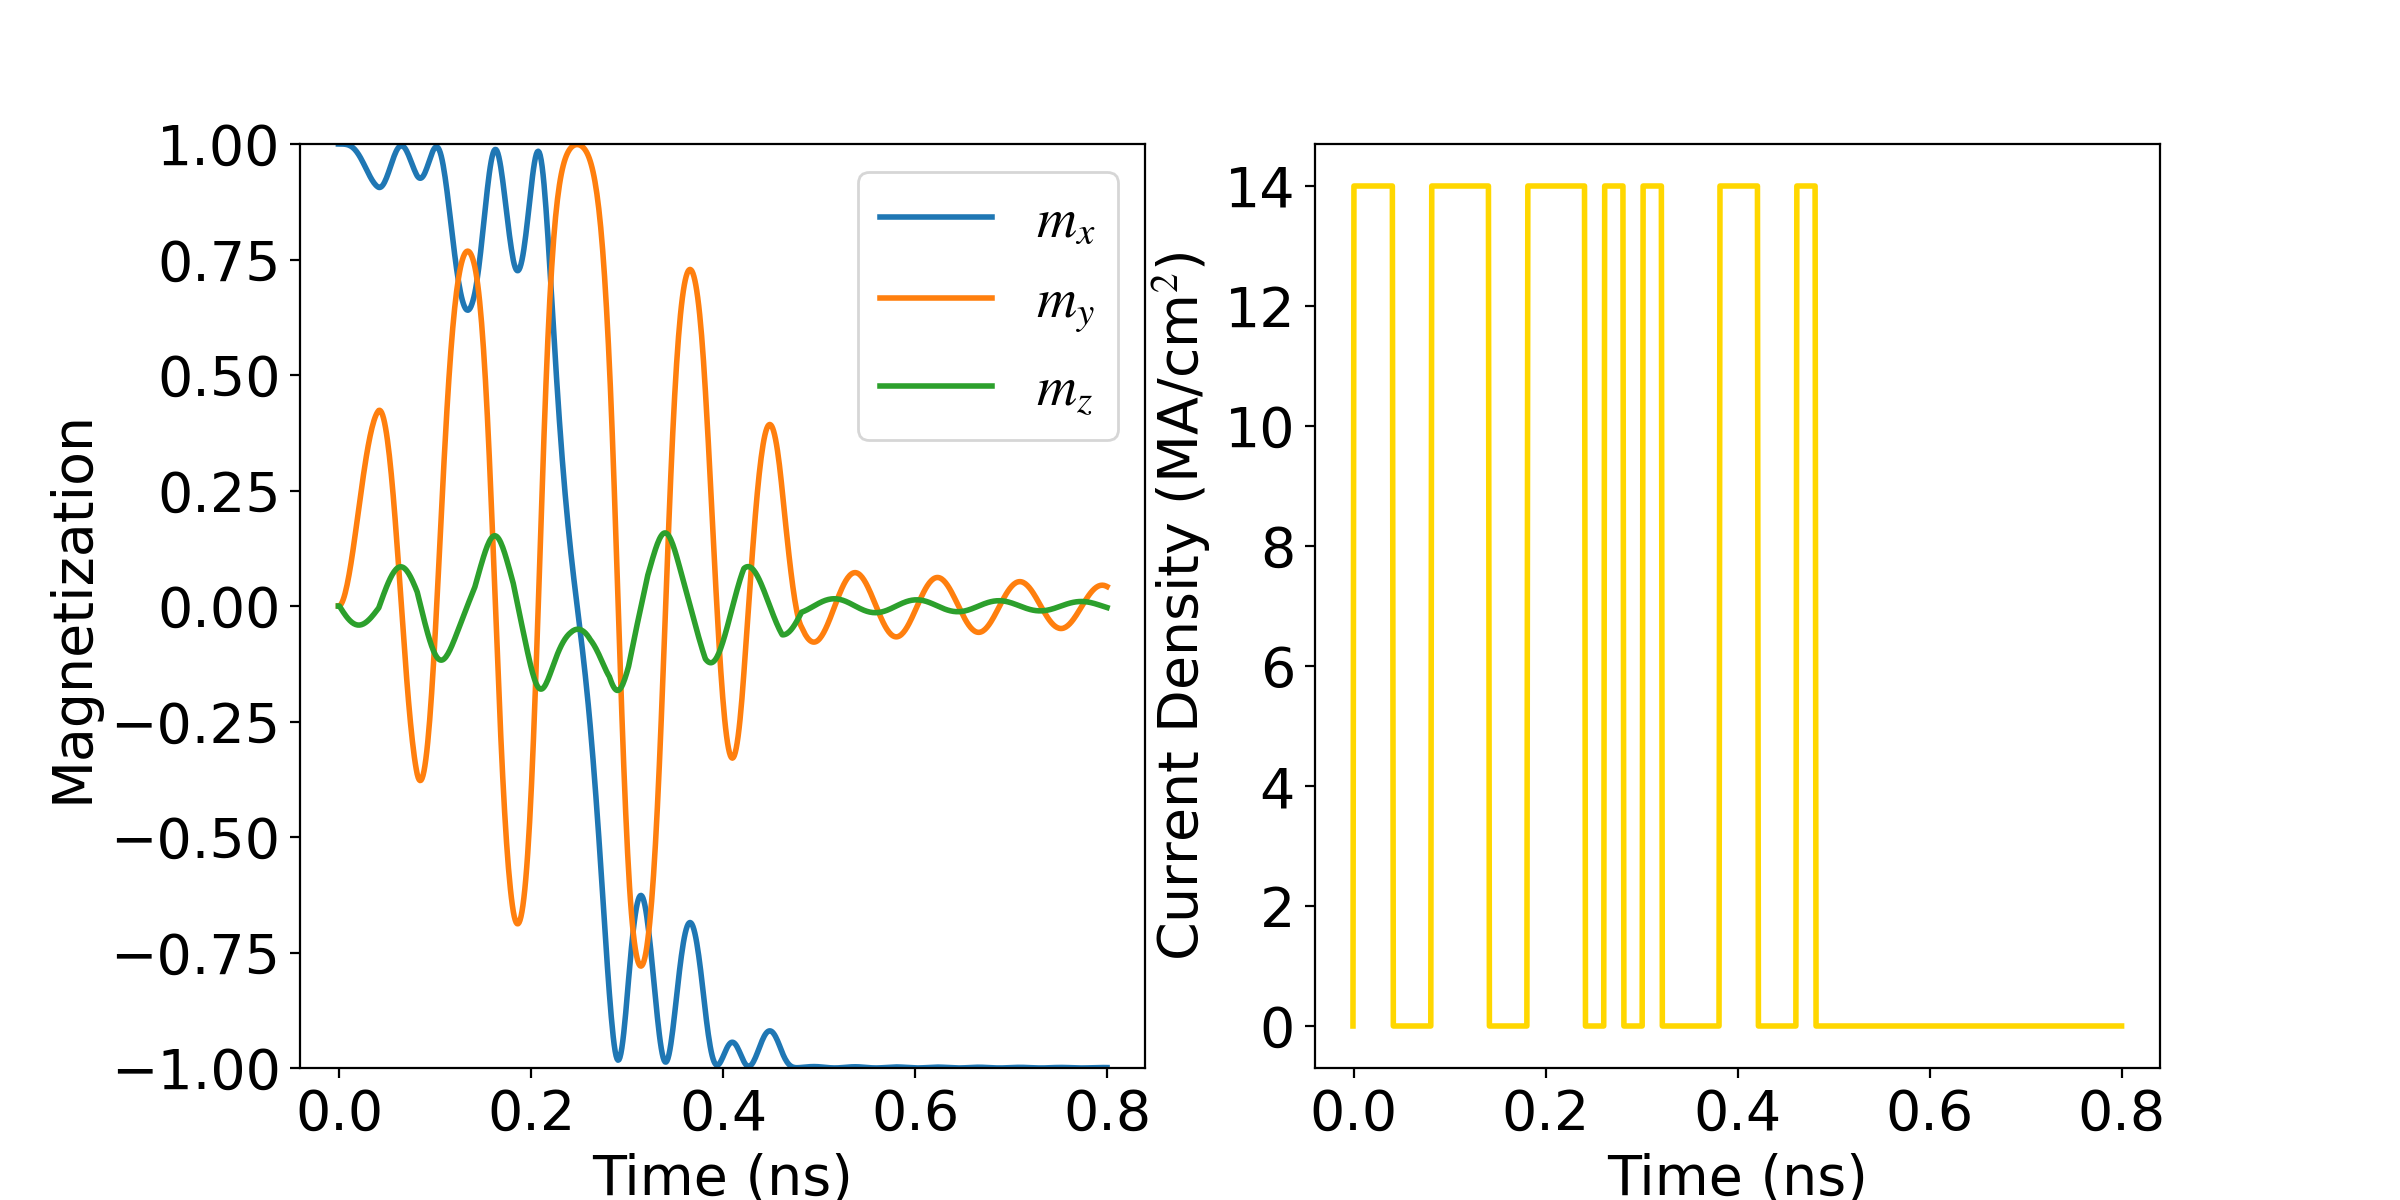 Magnetization
1.00
0.75
0.50
0.25
0.00
−0.25
−0.50
−0.75
−1.00
0.0 0.2 0.4 0.6 0.8
Time (ns)
m_x
m_y
m_z
Current Density (MA/cm²)
14
12
10
8
6
4
2
0
0.0 0.2 0.4 0.6 0.8
Time (ns)